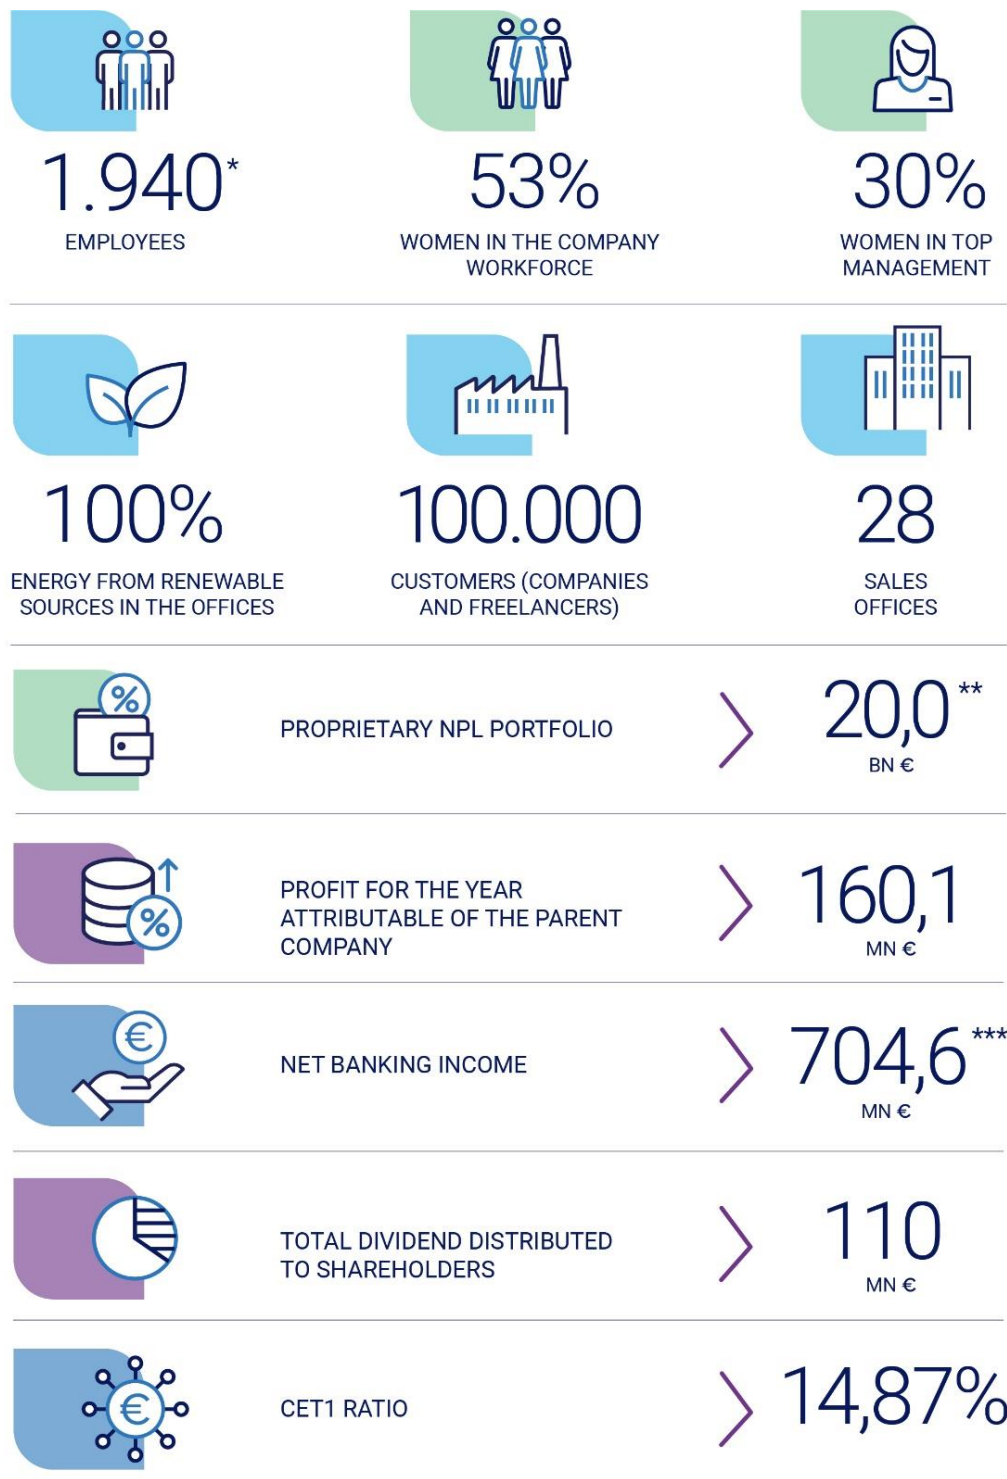 1.940*
EMPLOYEES
53%
WOMEN IN THE COMPANY
WORKFORCE
30%
WOMEN IN TOP
MANAGEMENT
100%
ENERGY FROM RENEWABLE
SOURCES IN THE OFFICES
100.000
CUSTOMERS (COMPANIES
AND FREELANCERS)
28
SALES
OFFICES
%
PROPRIETARY NPL PORTFOLIO
20,0**
BN €
%
PROFIT FOR THE YEAR
ATTRIBUTABLE OF THE PARENT
COMPANY
160,1
MN €
€
NET BANKING INCOME
704,6***
MN €
TOTAL DIVIDEND DISTRIBUTED
TO SHAREHOLDERS
110
MN €
€
CET1 RATIO
14,87%